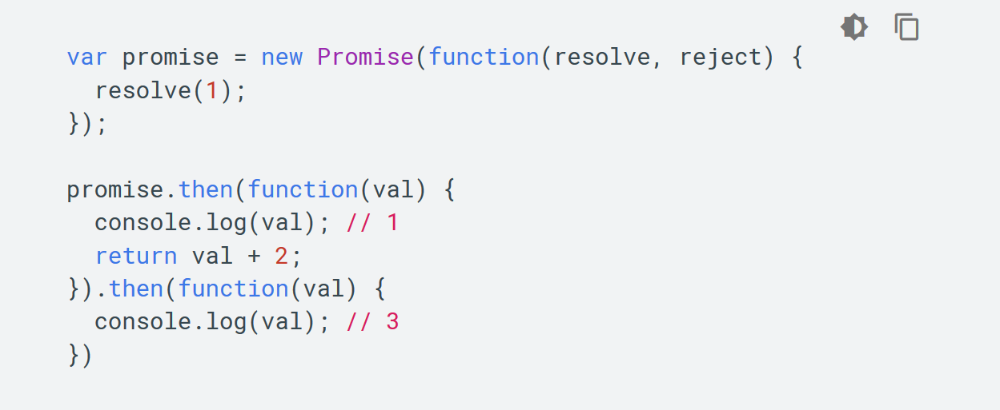 var promise = new Promise(function(resolve, reject) {
  resolve(1);
});

promise.then(function(val) {
  console.log(val); // 1
  return val + 2;
}).then(function(val) {
  console.log(val); // 3
})